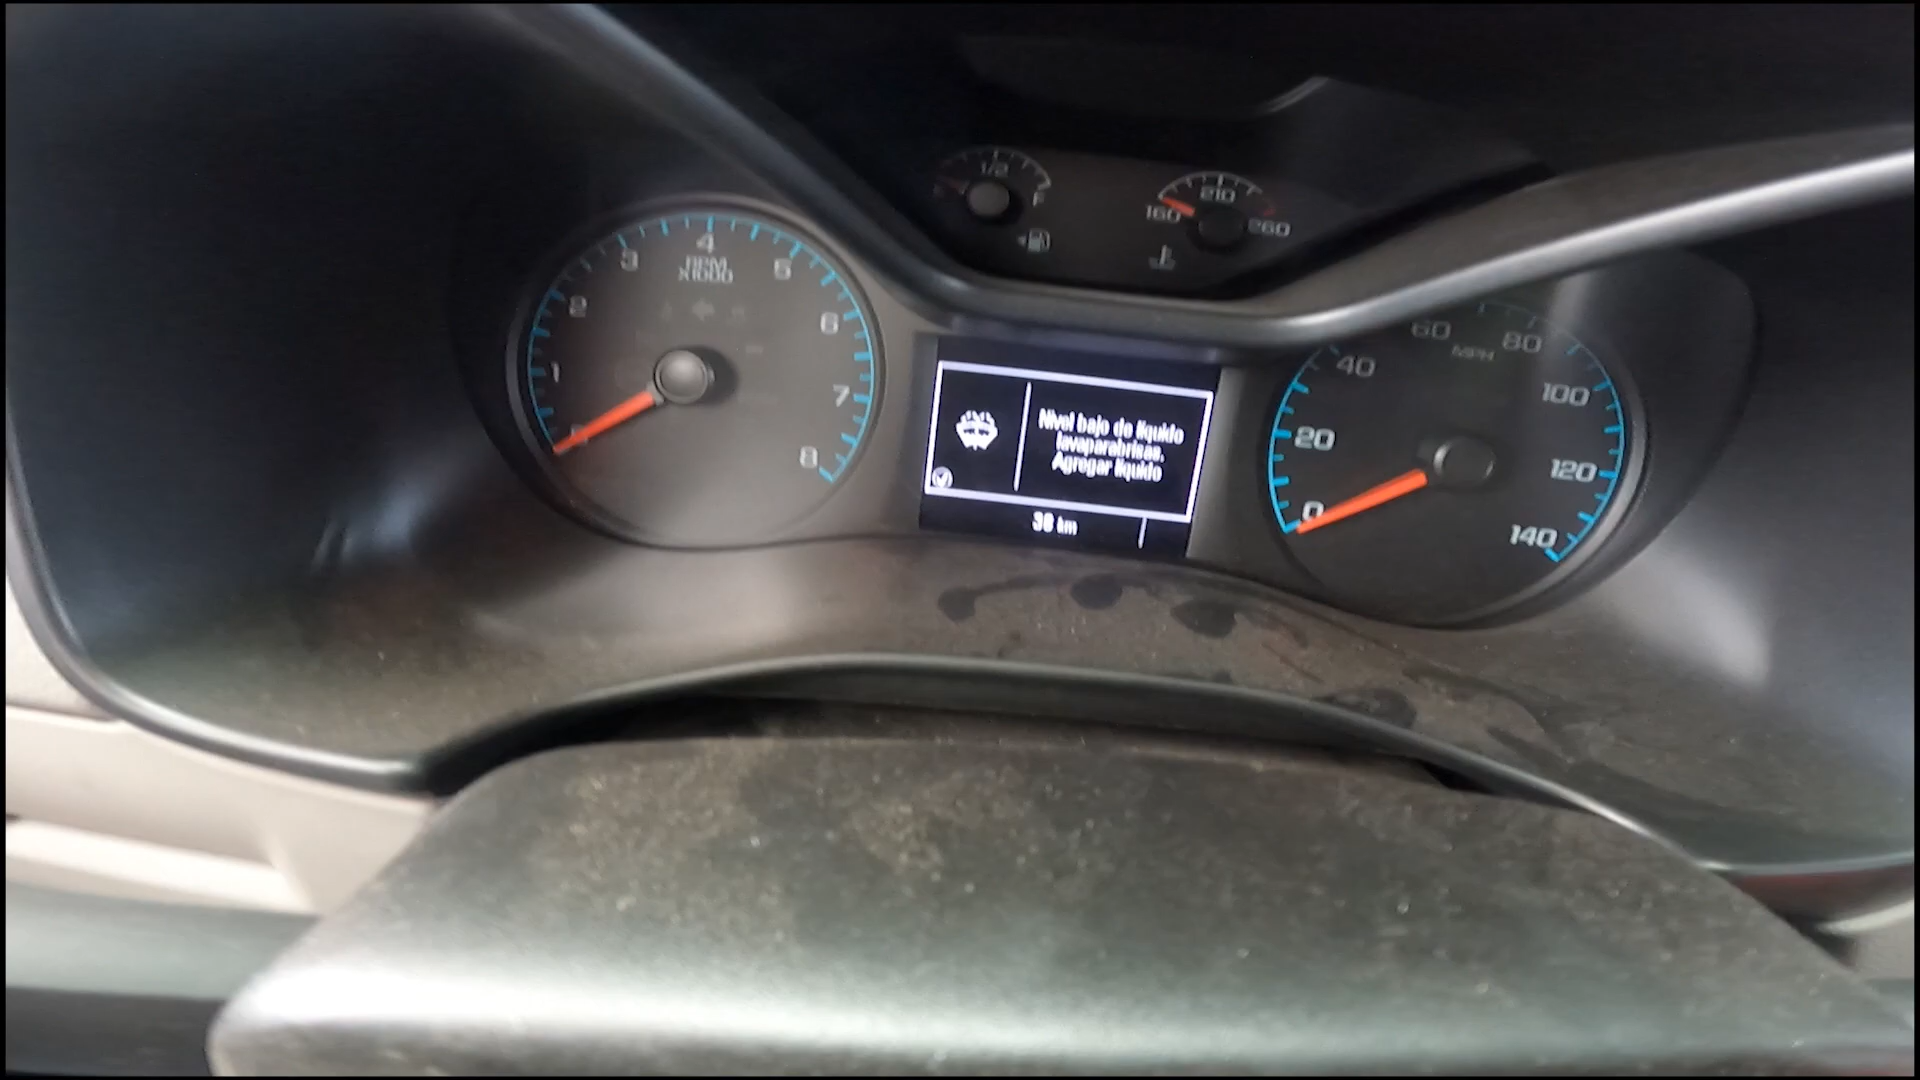 1/2
F
160
210
260
1
2
3
4
5
6
7
8
RPM
X1000
Nivel bajo de líquido
lavaparabrisas.
Agregar líquido
38 km
0
20
40
60
80
100
120
140
MPH